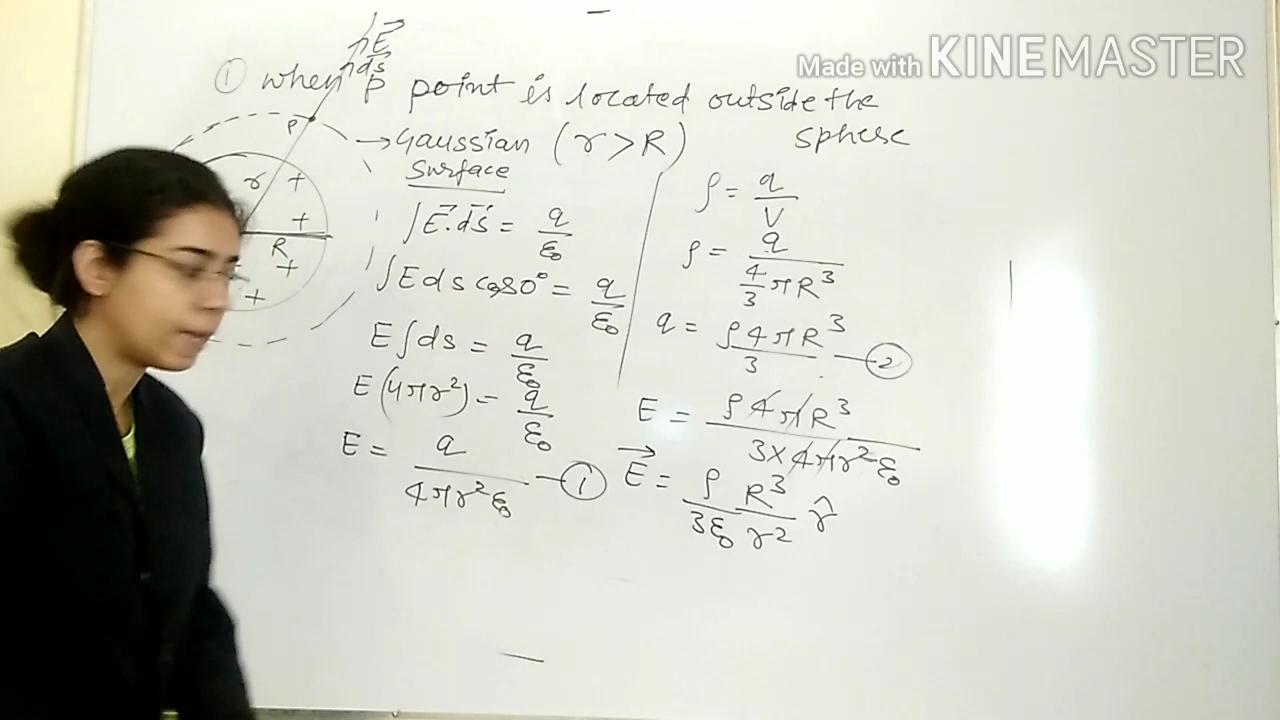 Made with KINEMASTER
E⃗
ds
① when P point is located outside the
sphere
P
→ Gaussian (r > R)
Surface
r + +
R
+ +
∫E⃗.ds⃗ = q/ε₀
∫E ds cos0° = q/ε₀
E∫ds = q/ε₀
E(4πr²) = q/ε₀
E = q/4πr²ε₀ — ①
ρ = q/V
ρ = q/(4/3 πR³)
q = ρ4πR³/3 — ②
E = ρ4πR³/3×4πr²ε₀
E⃗ = ρ/3ε₀ R³/r² r̂